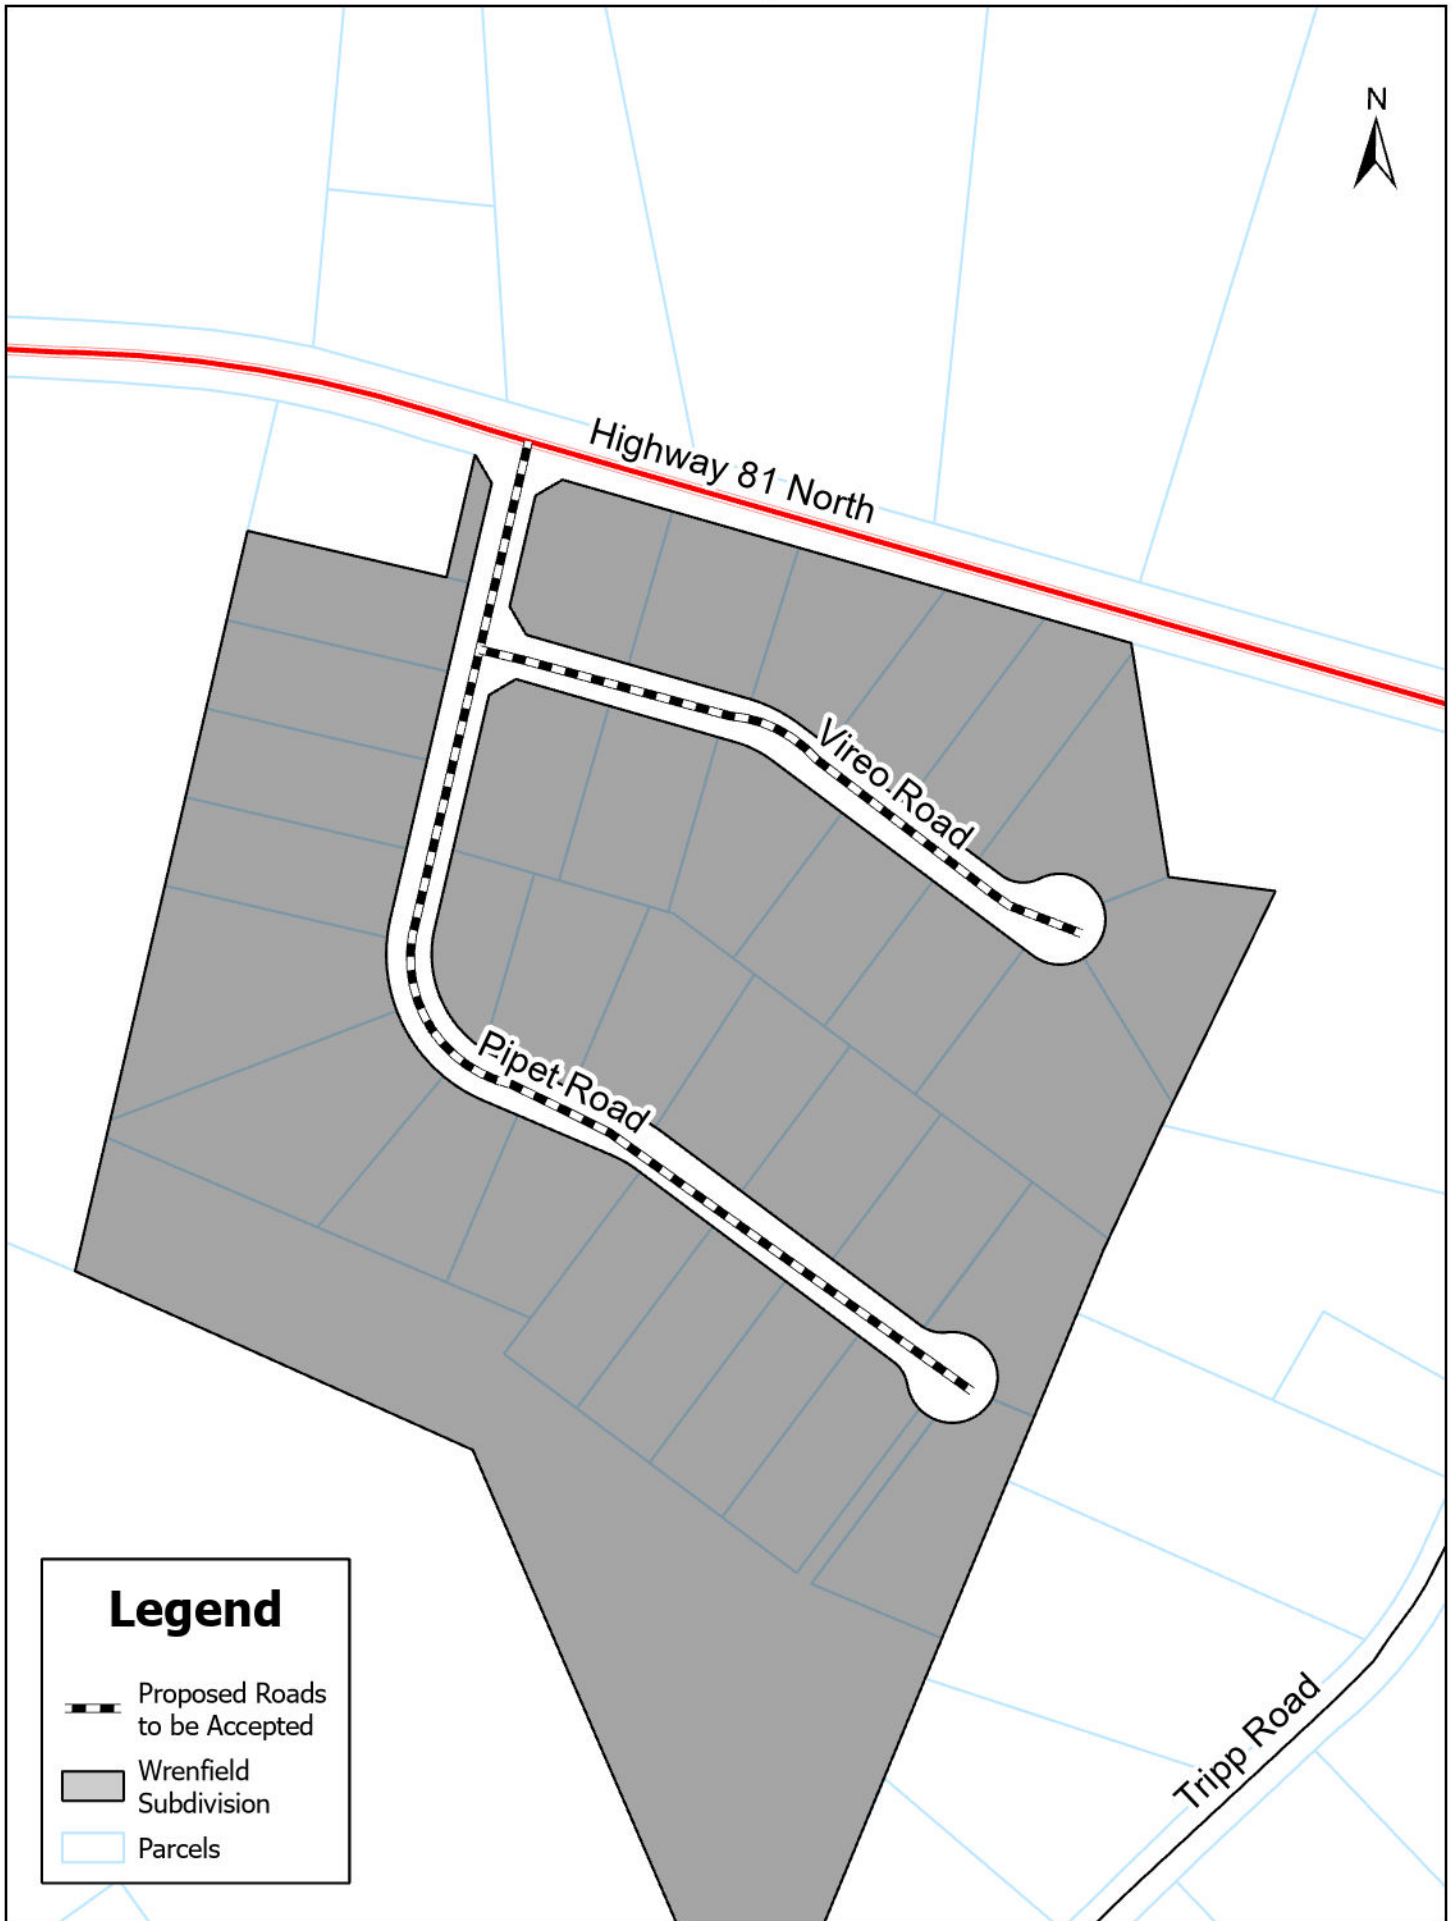 N
Highway 81 North
Vireo Road
Pipet Road
Legend
Proposed Roads
to be Accepted
Wrenfield
Subdivision
Parcels
Tripp Road